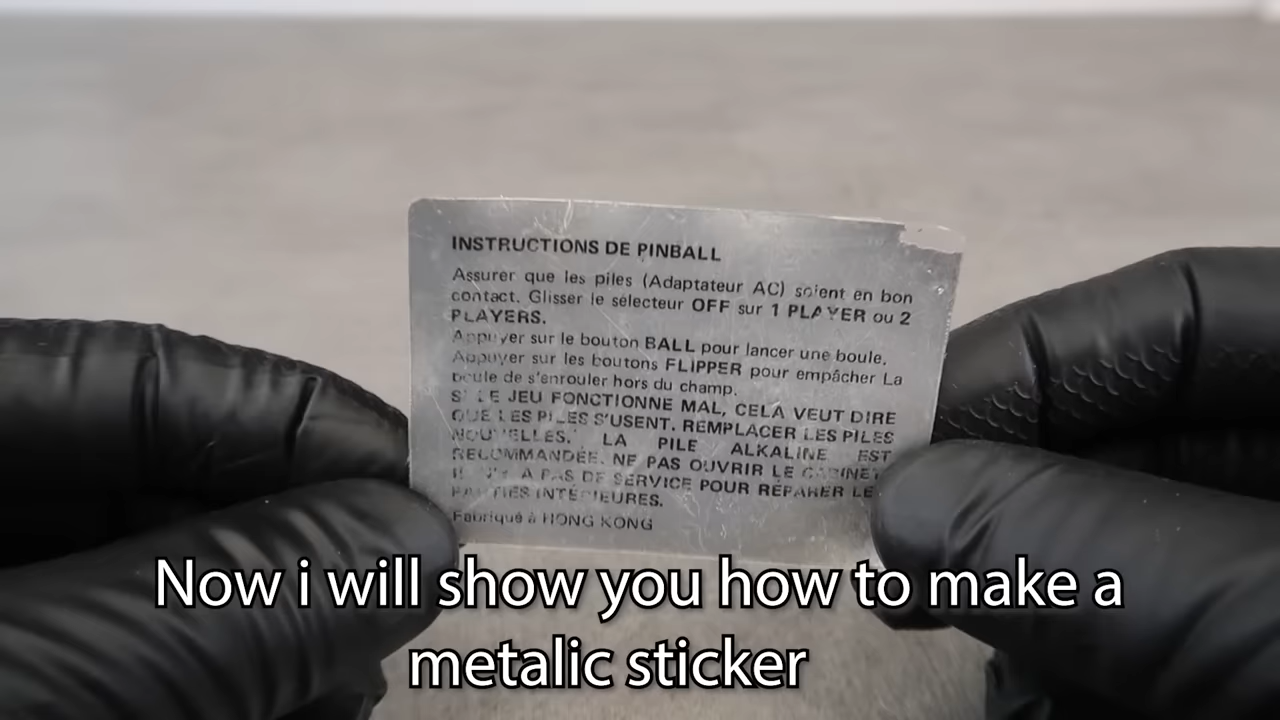 INSTRUCTIONS DE PINBALL
Assurer que les piles (Adaptateur AC) soient en bon
contact. Glisser le sélecteur OFF sur 1 PLAYER ou 2
PLAYERS.
Appuyer sur le bouton BALL pour lancer une boule.
Appuyer sur les boutons FLIPPER pour empâcher La
boule de s'enrouler hors du champ.
SI LE JEU FONCTIONNE MAL, CELA VEUT DIRE
QUE LES PILES S'USENT. REMPLACER LES PILES
NOUVELLES. LA PILE ALKALINE EST
RECOMMANDÉE. NE PAS OUVRIR LE CABINET
A PAS DE SERVICE POUR RÉPARER LE
PARTIES INTÉRIEURES.
Fabriqué à HONG KONG
Now i will show you how to make a
metalic sticker